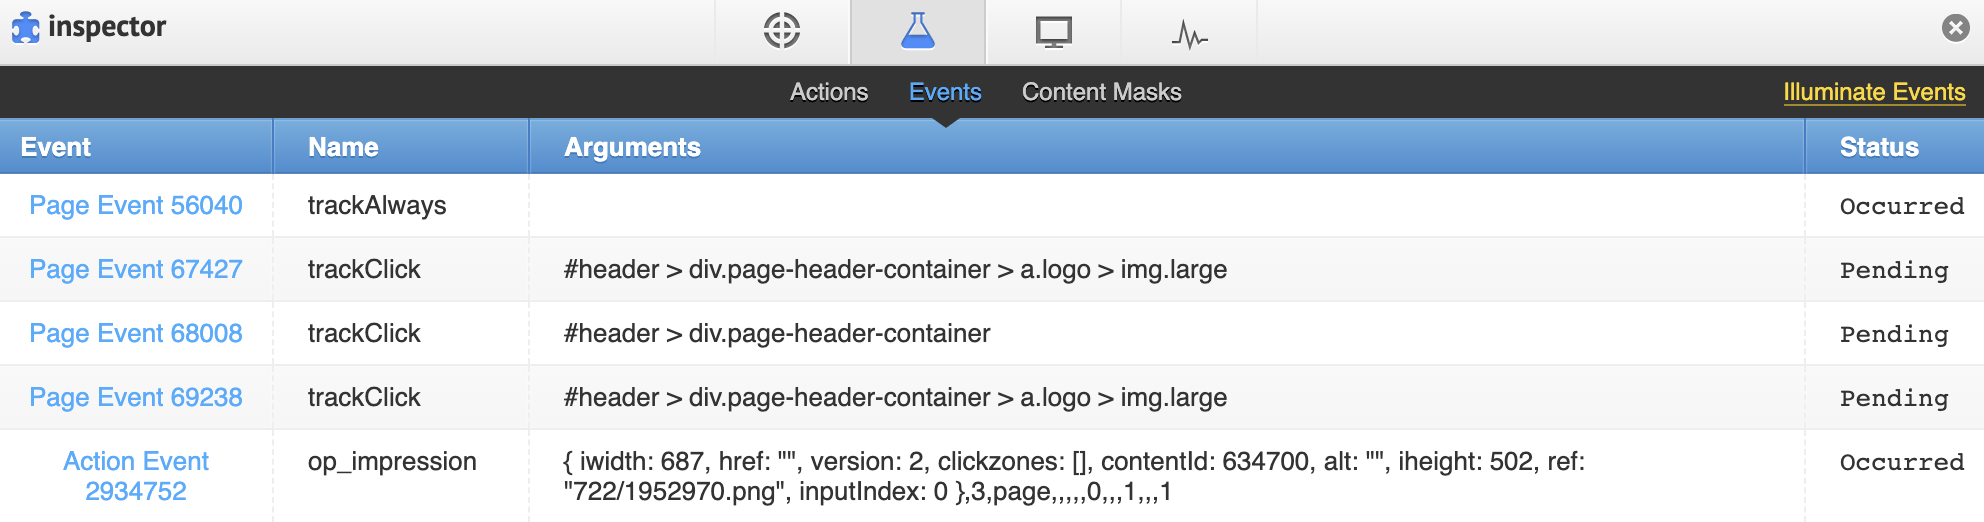 inspector
Actions Events Content Masks Illuminate Events
Event Name Arguments Status
Page Event 56040 trackAlways Occurred
Page Event 67427 trackClick #header > div.page-header-container > a.logo > img.large Pending
Page Event 68008 trackClick #header > div.page-header-container Pending
Page Event 69238 trackClick #header > div.page-header-container > a.logo > img.large Pending
Action Event op_impression { iwidth: 687, href: "", version: 2, clickzones: [], contentId: 634700, alt: "", iheight: 502, ref: Occurred
2934752 "722/1952970.png", inputIndex: 0 },3,page,,,,,0,,,1,,,1